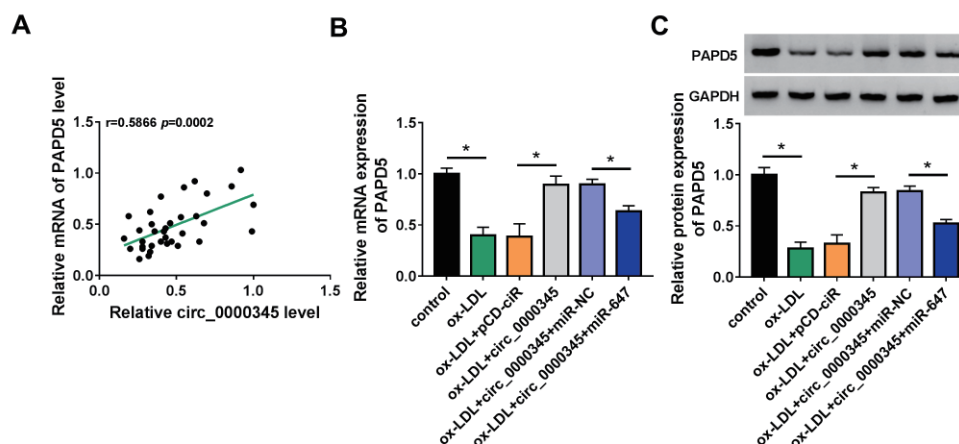 A
Relative mRNA of PAPD5 level
r=0.5866 p=0.0002
1.5
1.0
0.5
0.0
0.0
0.5
1.0
1.5
Relative circ_0000345 level
B
Relative mRNA expression
of PAPD5
1.5
1.0
0.5
0.0
*
*
*
control
ox-LDL
ox-LDL+pCD-ciR
ox-LDL+circ_0000345
ox-LDL+circ_0000345+miR-NC
ox-LDL+circ_0000345+miR-647
C
PAPD5
GAPDH
Relative protein expression
of PAPD5
1.5
1.0
0.5
0.0
*
*
*
control
ox-LDL
ox-LDL+pCD-ciR
ox-LDL+circ_0000345
ox-LDL+circ_0000345+miR-NC
ox-LDL+circ_0000345+miR-647